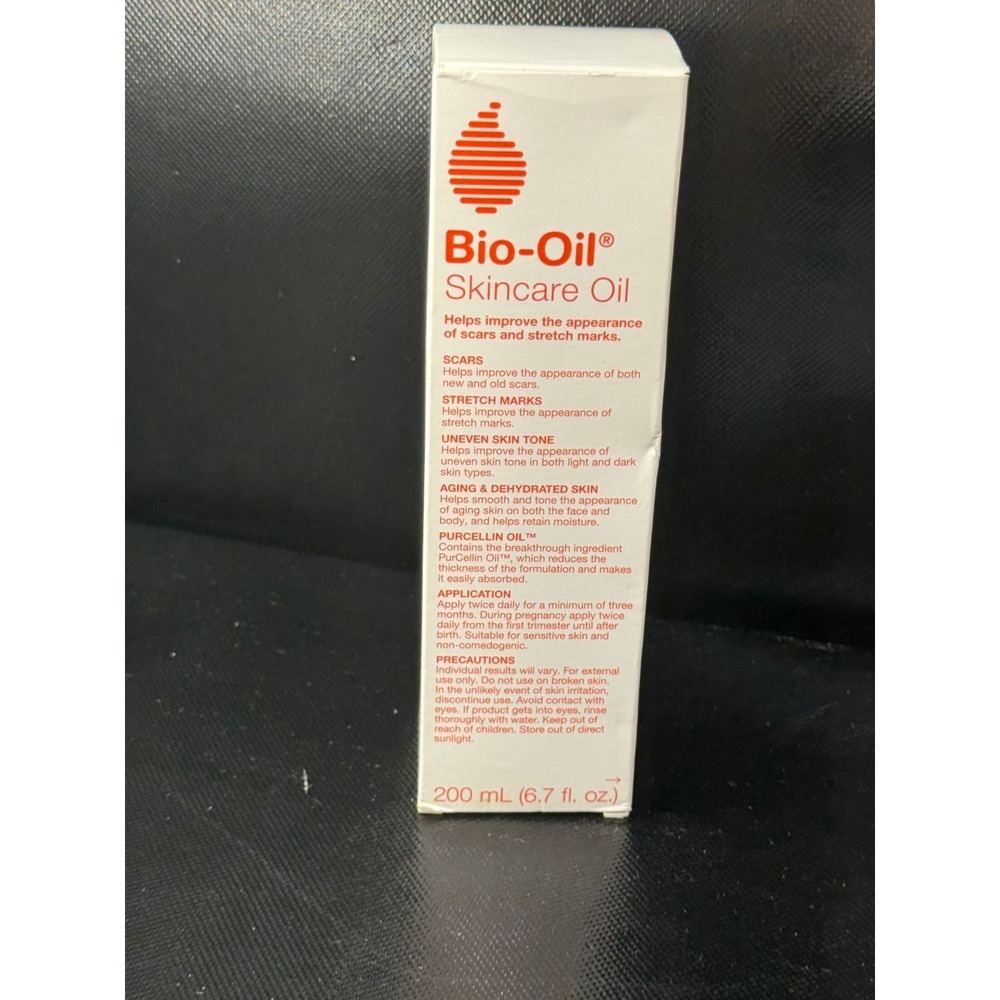 Bio-Oil®
Skincare Oil
Helps improve the appearance
of scars and stretch marks.
SCARS
Helps improve the appearance of both
new and old scars.
STRETCH MARKS
Helps improve the appearance of
stretch marks.
UNEVEN SKIN TONE
Helps improve the appearance of
uneven skin tone in both light and dark
skin types.
AGING & DEHYDRATED SKIN
Helps smooth and tone the appearance
of aging skin on both the face and
body, and helps retain moisture.
PURCELLIN OIL™
Contains the breakthrough ingredient
PurCellin Oil™, which reduces the
thickness of the formulation and makes
it easily absorbed.
APPLICATION
Apply twice daily for a minimum of three
months. During pregnancy apply twice
daily from the first trimester until after
birth. Suitable for sensitive skin and
non-comedogenic.
PRECAUTIONS
Individual results will vary. For external
use only. Do not use on broken skin.
In the unlikely event of skin irritation,
discontinue use. Avoid contact with
eyes. If product gets into eyes, rinse
thoroughly with water. Keep out of
reach of children. Store out of direct
sunlight.
200 mL (6.7 fl. oz.)